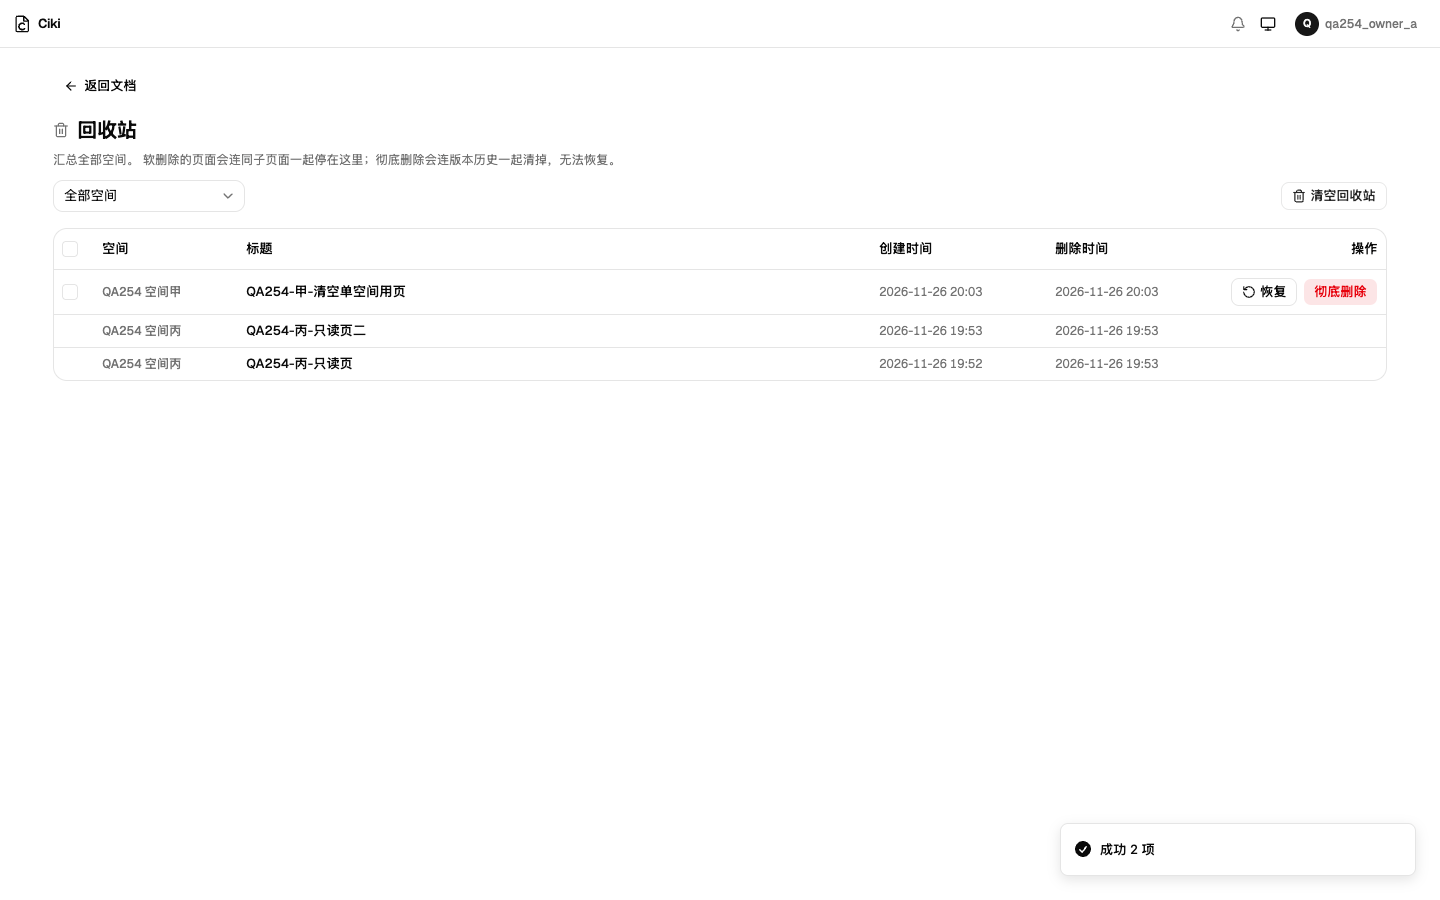 Ciki
Q qa254_owner_a
返回文档
回收站
汇总全部空间。 软删除的页面会连同子页面一起停在这里；彻底删除会连版本历史一起清掉，无法恢复。
全部空间
清空回收站
空间 标题 创建时间 删除时间 操作
QA254 空间甲 QA254-甲-清空单空间用页 2026-11-26 20:03 2026-11-26 20:03 恢复 彻底删除
QA254 空间丙 QA254-丙-只读页二 2026-11-26 19:53 2026-11-26 19:53
QA254 空间丙 QA254-丙-只读页 2026-11-26 19:52 2026-11-26 19:53
成功 2 项